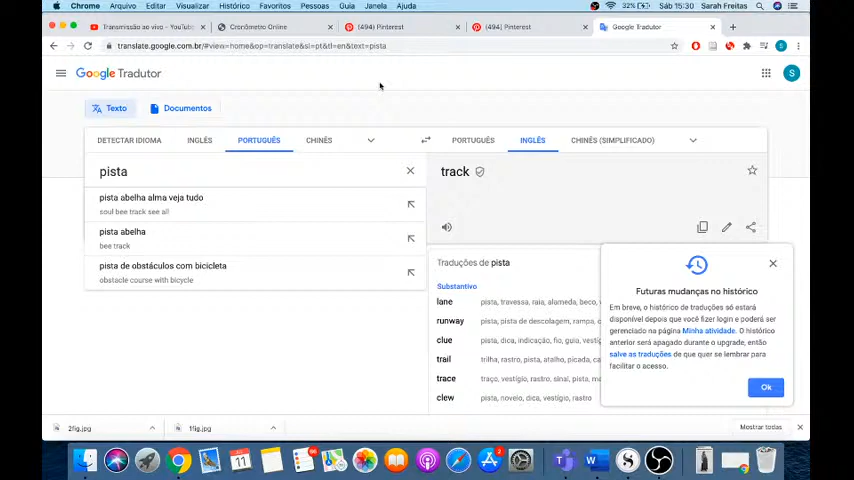 Chrome Arquivo Editar Visualizar Histórico Favoritos Pessoas Guia Janela Ajuda 32% Sáb 15:30 Sarah Freitas
Transmissão ao vivo – YouTube Cronômetro Online (494) Pinterest (494) Pinterest Google Tradutor
translate.google.com.br/#view=home&op=translate&sl=pt&tl=en&text=pista
Google Tradutor S
Texto Documentos
DETECTAR IDIOMA INGLÊS PORTUGUÊS CHINÊS PORTUGUÊS INGLÊS CHINÊS (SIMPLIFICADO)
pista track
pista abelha alma veja tudo
soul bee track see all
pista abelha
bee track
pista de obstáculos com bicicleta
obstacle course with bicycle
Traduções de pista
Substantivo
lane pista, travessa, raia, alameda, beco,
runway pista, pista de descolagem, rampa,
clue pista, dica, indicação, fio, guia,
trail trilha, rastro, pista, atalho, picada,
trace traço, vestígio, rastro, sinal, pista,
clew pista, novelo, dica, vestígio, rastro
Futuras mudanças no histórico
Em breve, o histórico de traduções só estará
disponível depois que você fizer login e poderá ser
gerenciado na página Minha atividade. O histórico
anterior será apagado durante o upgrade, então
salve as traduções de que quer se lembrar para
facilitar o acesso.
Ok
2fig.jpg 1fig.jpg Mostrar todas
11